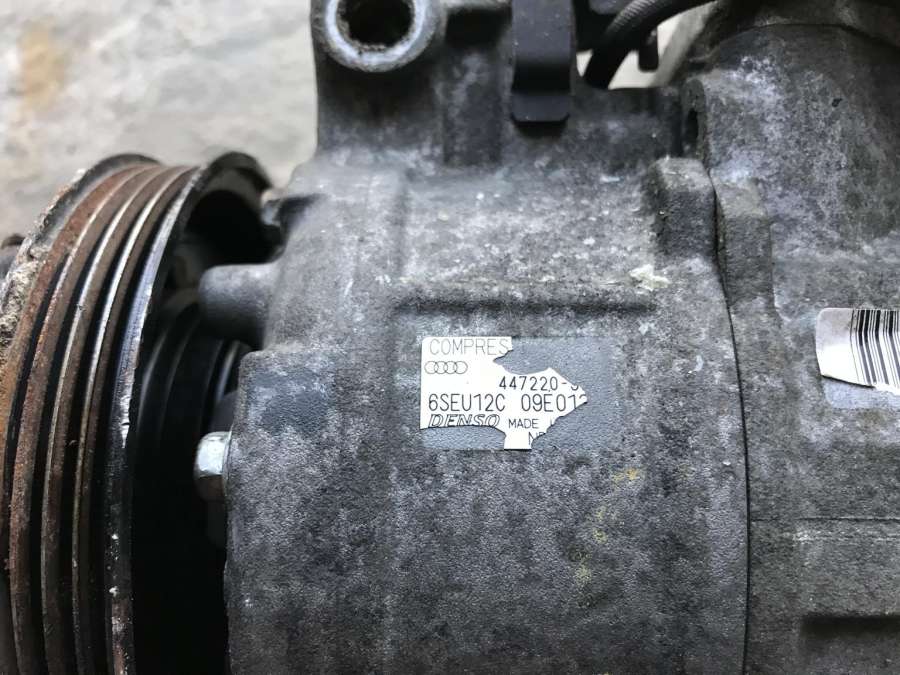 COMPRES
447220-
6SEU12C 09E01
DENSO MADE